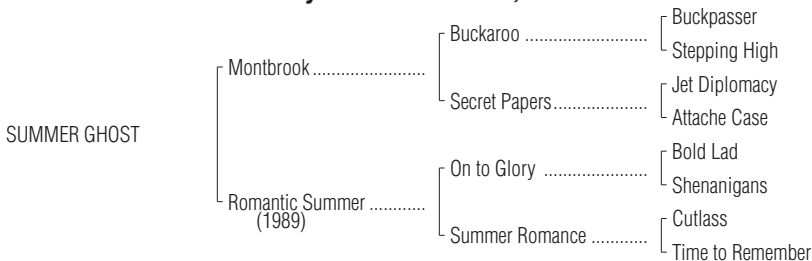 Buckpasser
Buckaroo ...........................
Stepping High
Montbrook .........................
Jet Diplomacy
Secret Papers.....................
Attache Case
SUMMER GHOST
Bold Lad
On to Glory .......................
Shenanigans
Romantic Summer ............
(1989)
Cutlass
Summer Romance ............
Time to Remember